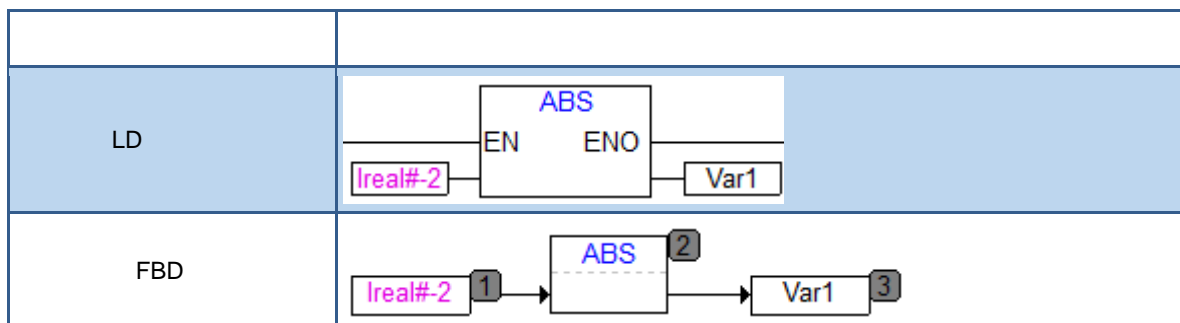 LD
ABS
EN ENO
lreal#-2 Var1
FBD
ABS 2
lreal#-2 1 Var1 3